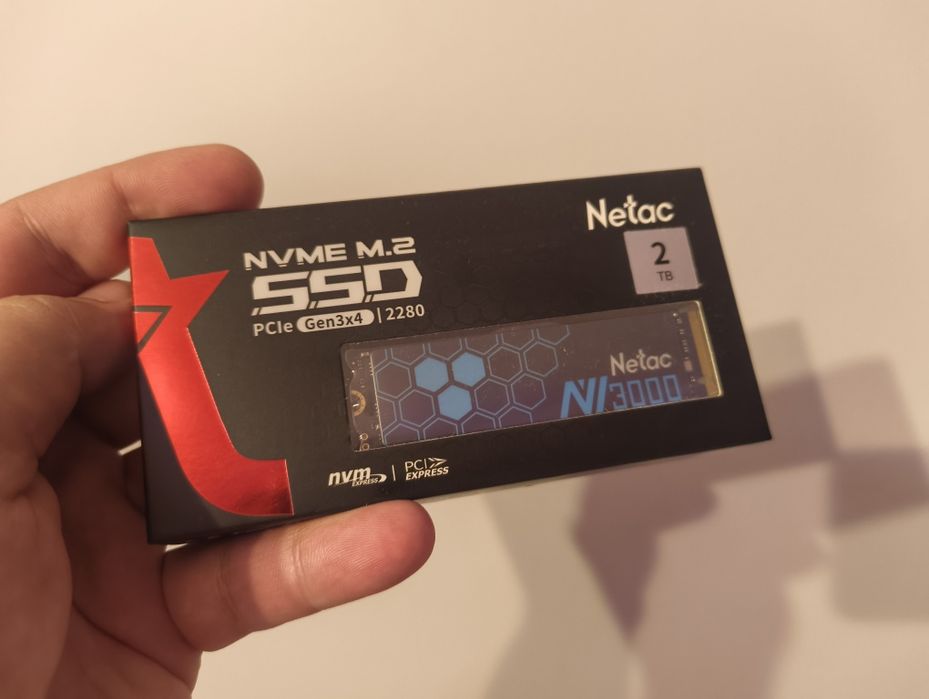 Netac
2
TB
NVME M.2
SSD
PCIe Gen3x4 | 2280
Netac
NV3000
nvm EXPRESS | PCI EXPRESS